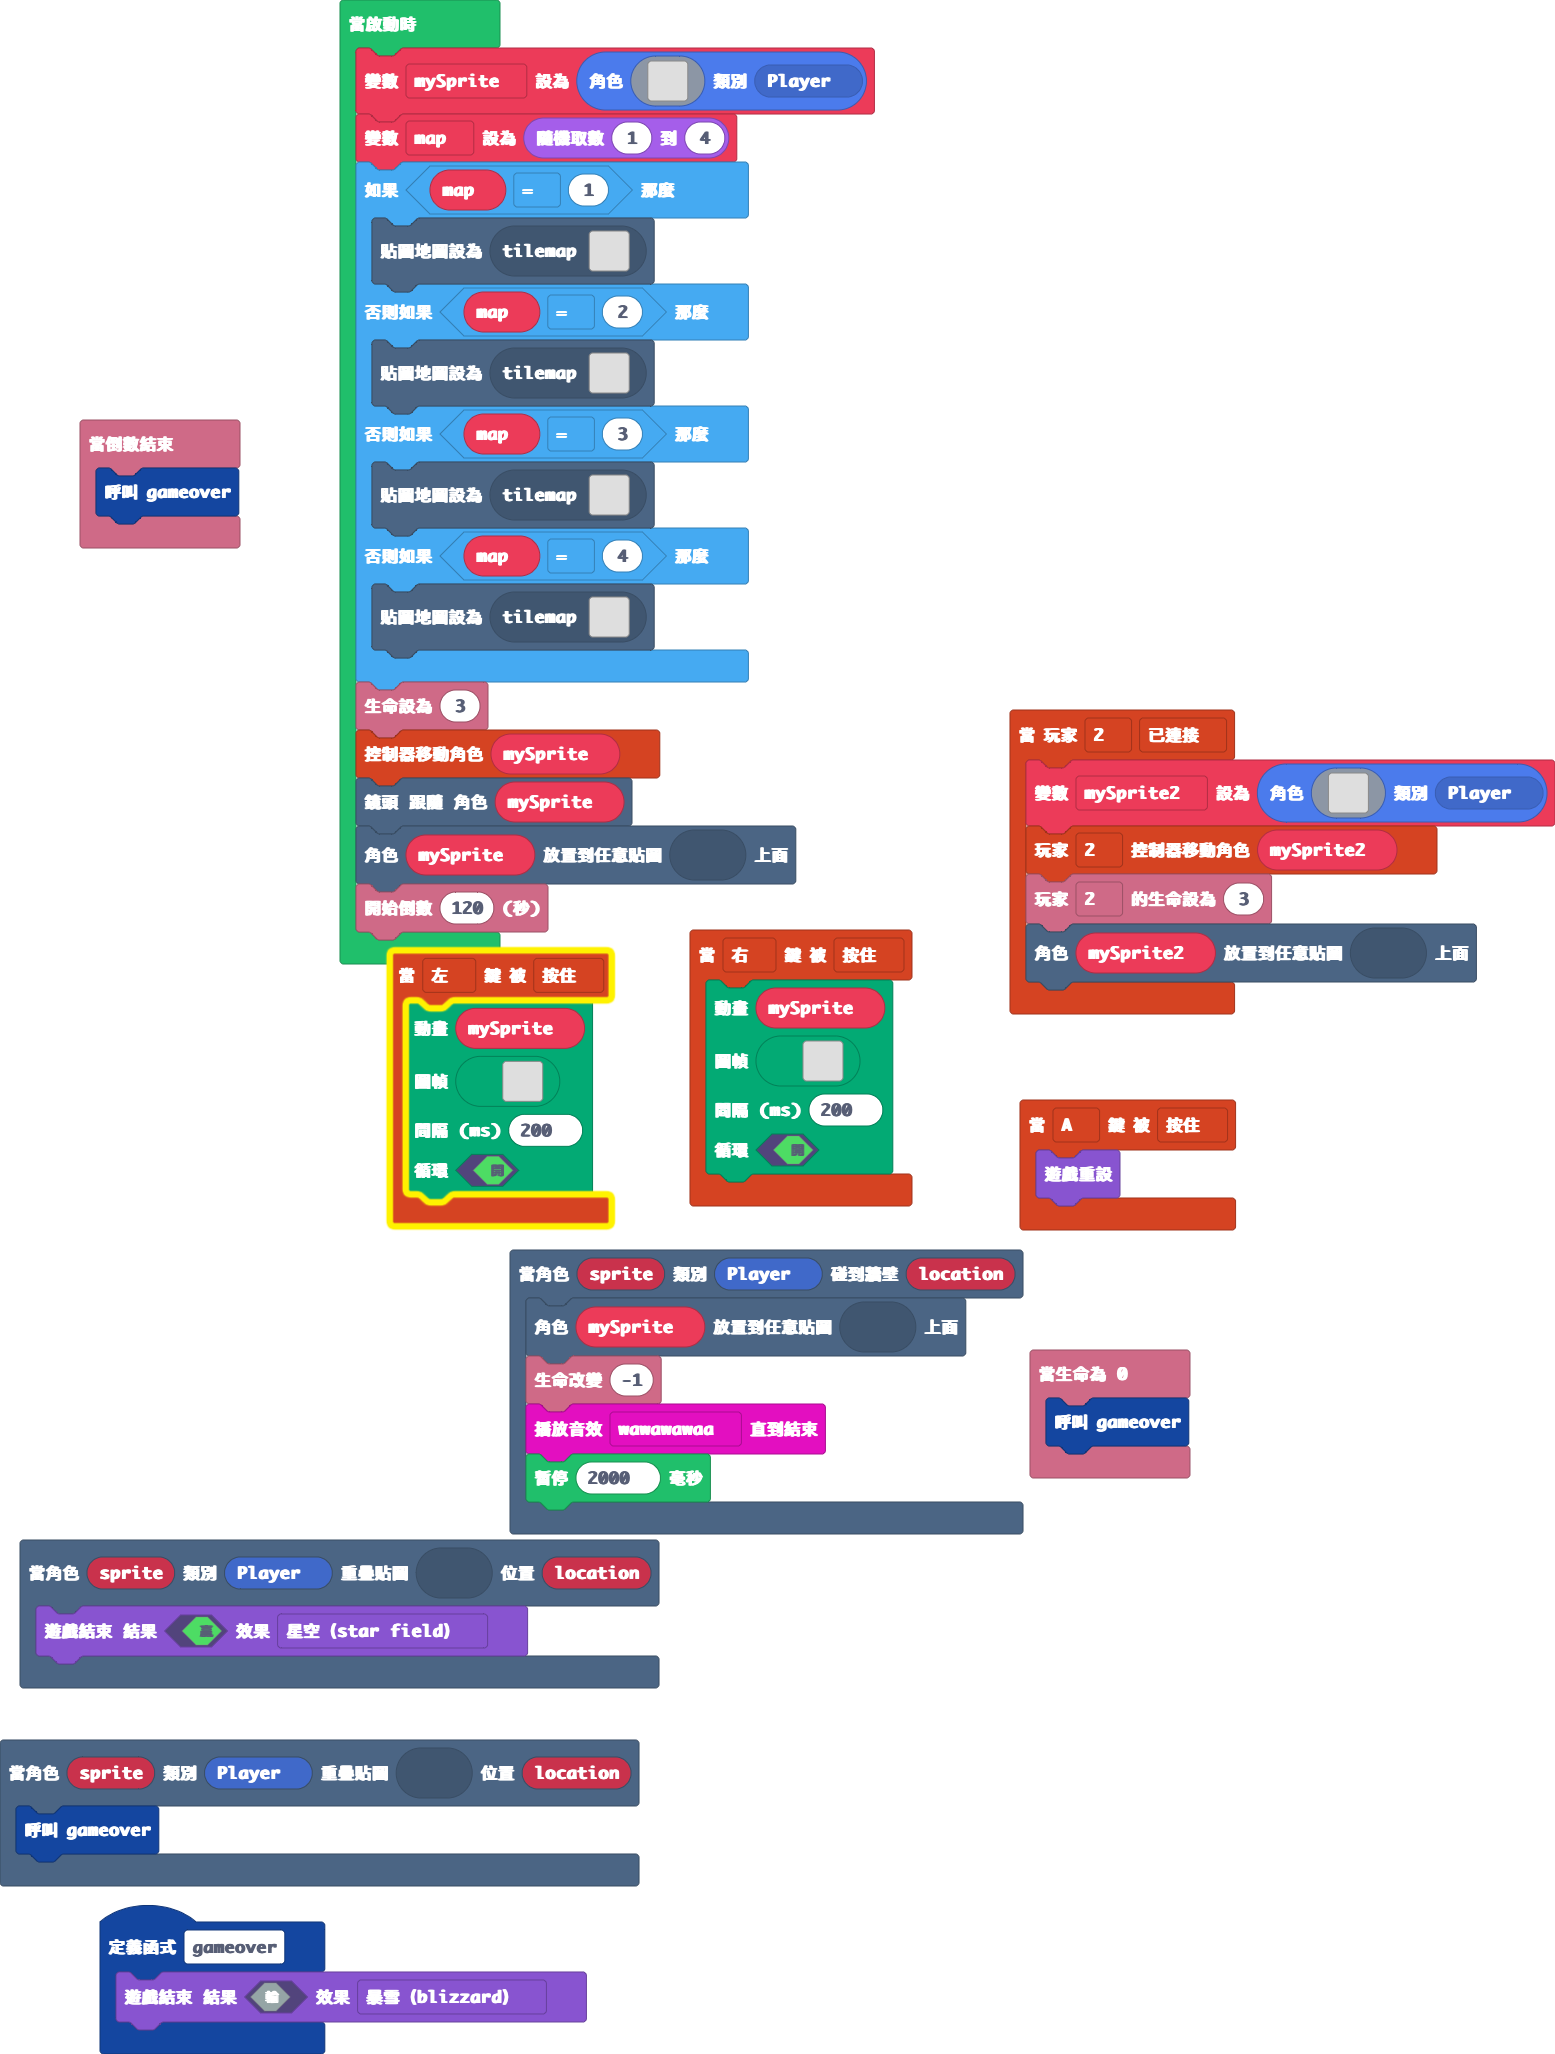 當啟動時
變數 mySprite 設為 角色 類別 Player
變數 map 設為 隨機取數 1 到 4
如果 map = 1 那麼
貼圖地圖設為 tilemap
否則如果 map = 2 那麼
貼圖地圖設為 tilemap
否則如果 map = 3 那麼
貼圖地圖設為 tilemap
否則如果 map = 4 那麼
貼圖地圖設為 tilemap
生命設為 3
控制器移動角色 mySprite
鏡頭 跟隨 角色 mySprite
角色 mySprite 放置到任意貼圖 上面
開始倒數 120 (秒)
當倒數結束
呼叫 gameover
當 玩家 2 已連接
變數 mySprite2 設為 角色 類別 Player
玩家 2 控制器移動角色 mySprite2
玩家 2 的生命設為 3
角色 mySprite2 放置到任意貼圖 上面
當 左 鍵 被 按住
動畫 mySprite
圖幀
間隔 (ms) 200
循環 開
當 右 鍵 被 按住
動畫 mySprite
圖幀
間隔 (ms) 200
循環 開
當 A 鍵 被 按住
遊戲重設
當角色 sprite 類別 Player 碰到牆壁 location
角色 mySprite 放置到任意貼圖 上面
生命改變 -1
播放音效 wawawawaa 直到結束
暫停 2000 毫秒
當生命為 0
呼叫 gameover
當角色 sprite 類別 Player 重疊貼圖 位置 location
遊戲結束 結果 贏 效果 星空 (star field)
當角色 sprite 類別 Player 重疊貼圖 位置 location
呼叫 gameover
定義函式 gameover
遊戲結束 結果 輸 效果 暴雪 (blizzard)